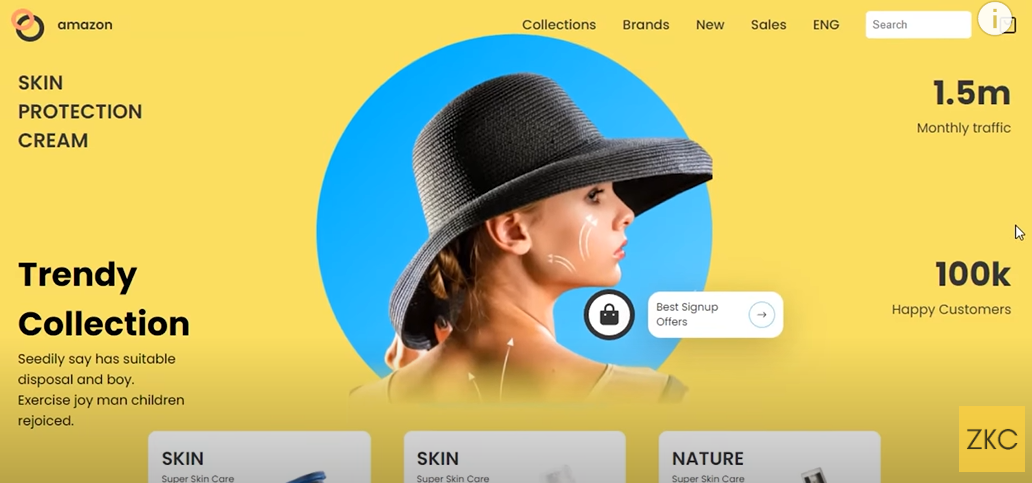 amazon
Collections
Brands
New
Sales
ENG
Search
i
SKIN
PROTECTION
CREAM
1.5m
Monthly traffic
Trendy
Collection
Seedily say has suitable
disposal and boy.
Exercise joy man children
rejoiced.
100k
Happy Customers
Best Signup
Offers
SKIN
Super Skin Care
SKIN
Super Skin Care
NATURE
Super Skin Care
ZKC